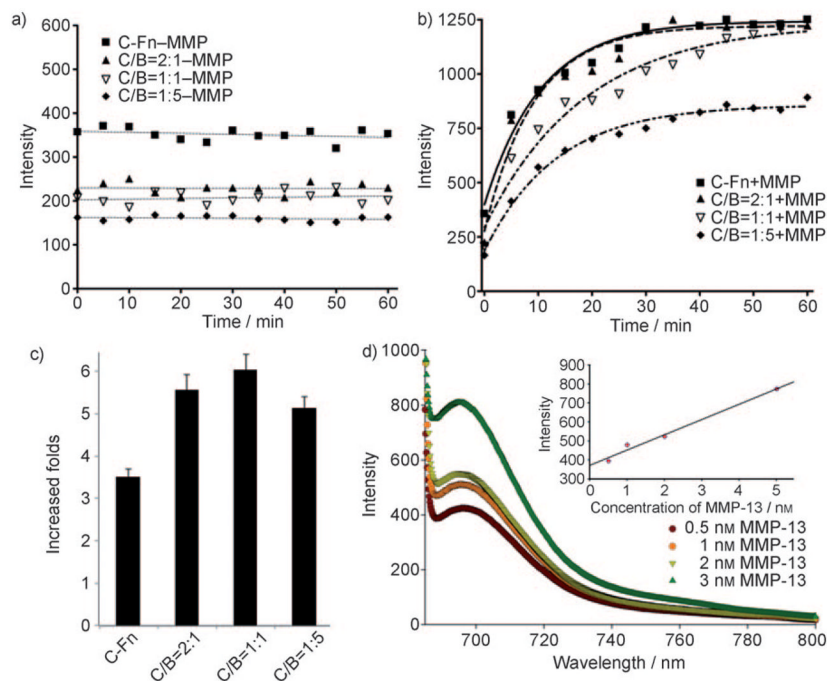 a)
600
500
400
300
200
100
0
Intensity
C-Fn–MMP
C/B=2:1–MMP
C/B=1:1–MMP
C/B=1:5–MMP
0 10 20 30 40 50 60
Time / min
b)
1250
1000
750
500
250
0
Intensity
C-Fn+MMP
C/B=2:1+MMP
C/B=1:1+MMP
C/B=1:5+MMP
0 10 20 30 40 50 60
Time / min
c)
6
5
4
3
2
1
0
Increased folds
C-Fn
C/B=2:1
C/B=1:1
C/B=1:5
d)
1000
800
600
400
200
0
Intensity
900
800
700
600
500
400
300
Intensity
0 1 2 3 4 5
Concentration of MMP-13 / nM
0.5 nM MMP-13
1 nM MMP-13
2 nM MMP-13
3 nM MMP-13
700 720 740 760 780 800
Wavelength / nm